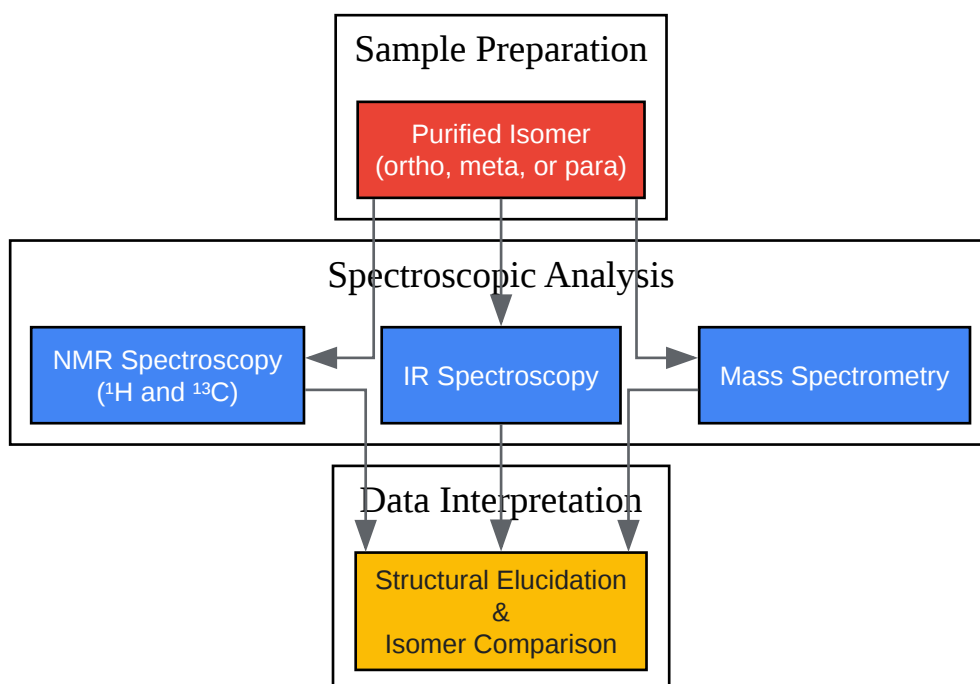 Sample Preparation
Purified Isomer
(ortho, meta, or para)
Spectroscopic Analysis
NMR Spectroscopy
(¹H and ¹³C)
IR Spectroscopy
Mass Spectrometry
Data Interpretation
Structural Elucidation
&
Isomer Comparison